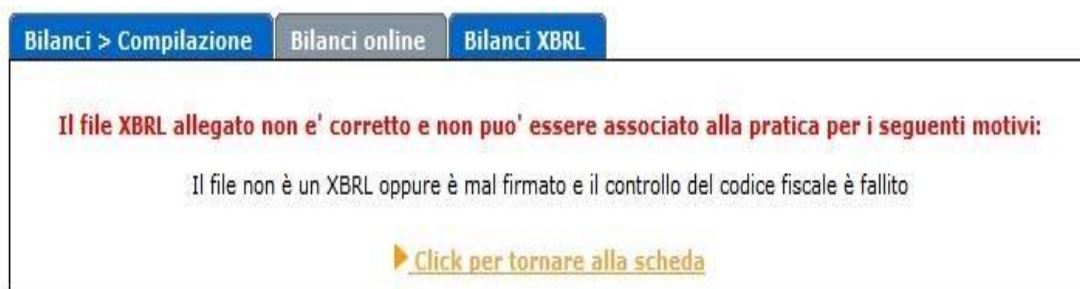 Bilanci > Compilazione Bilanci online Bilanci XBRL
Il file XBRL allegato non e' corretto e non puo' essere associato alla pratica per i seguenti motivi:
Il file non è un XBRL oppure è mal firmato e il controllo del codice fiscale è fallito
Click per tornare alla scheda